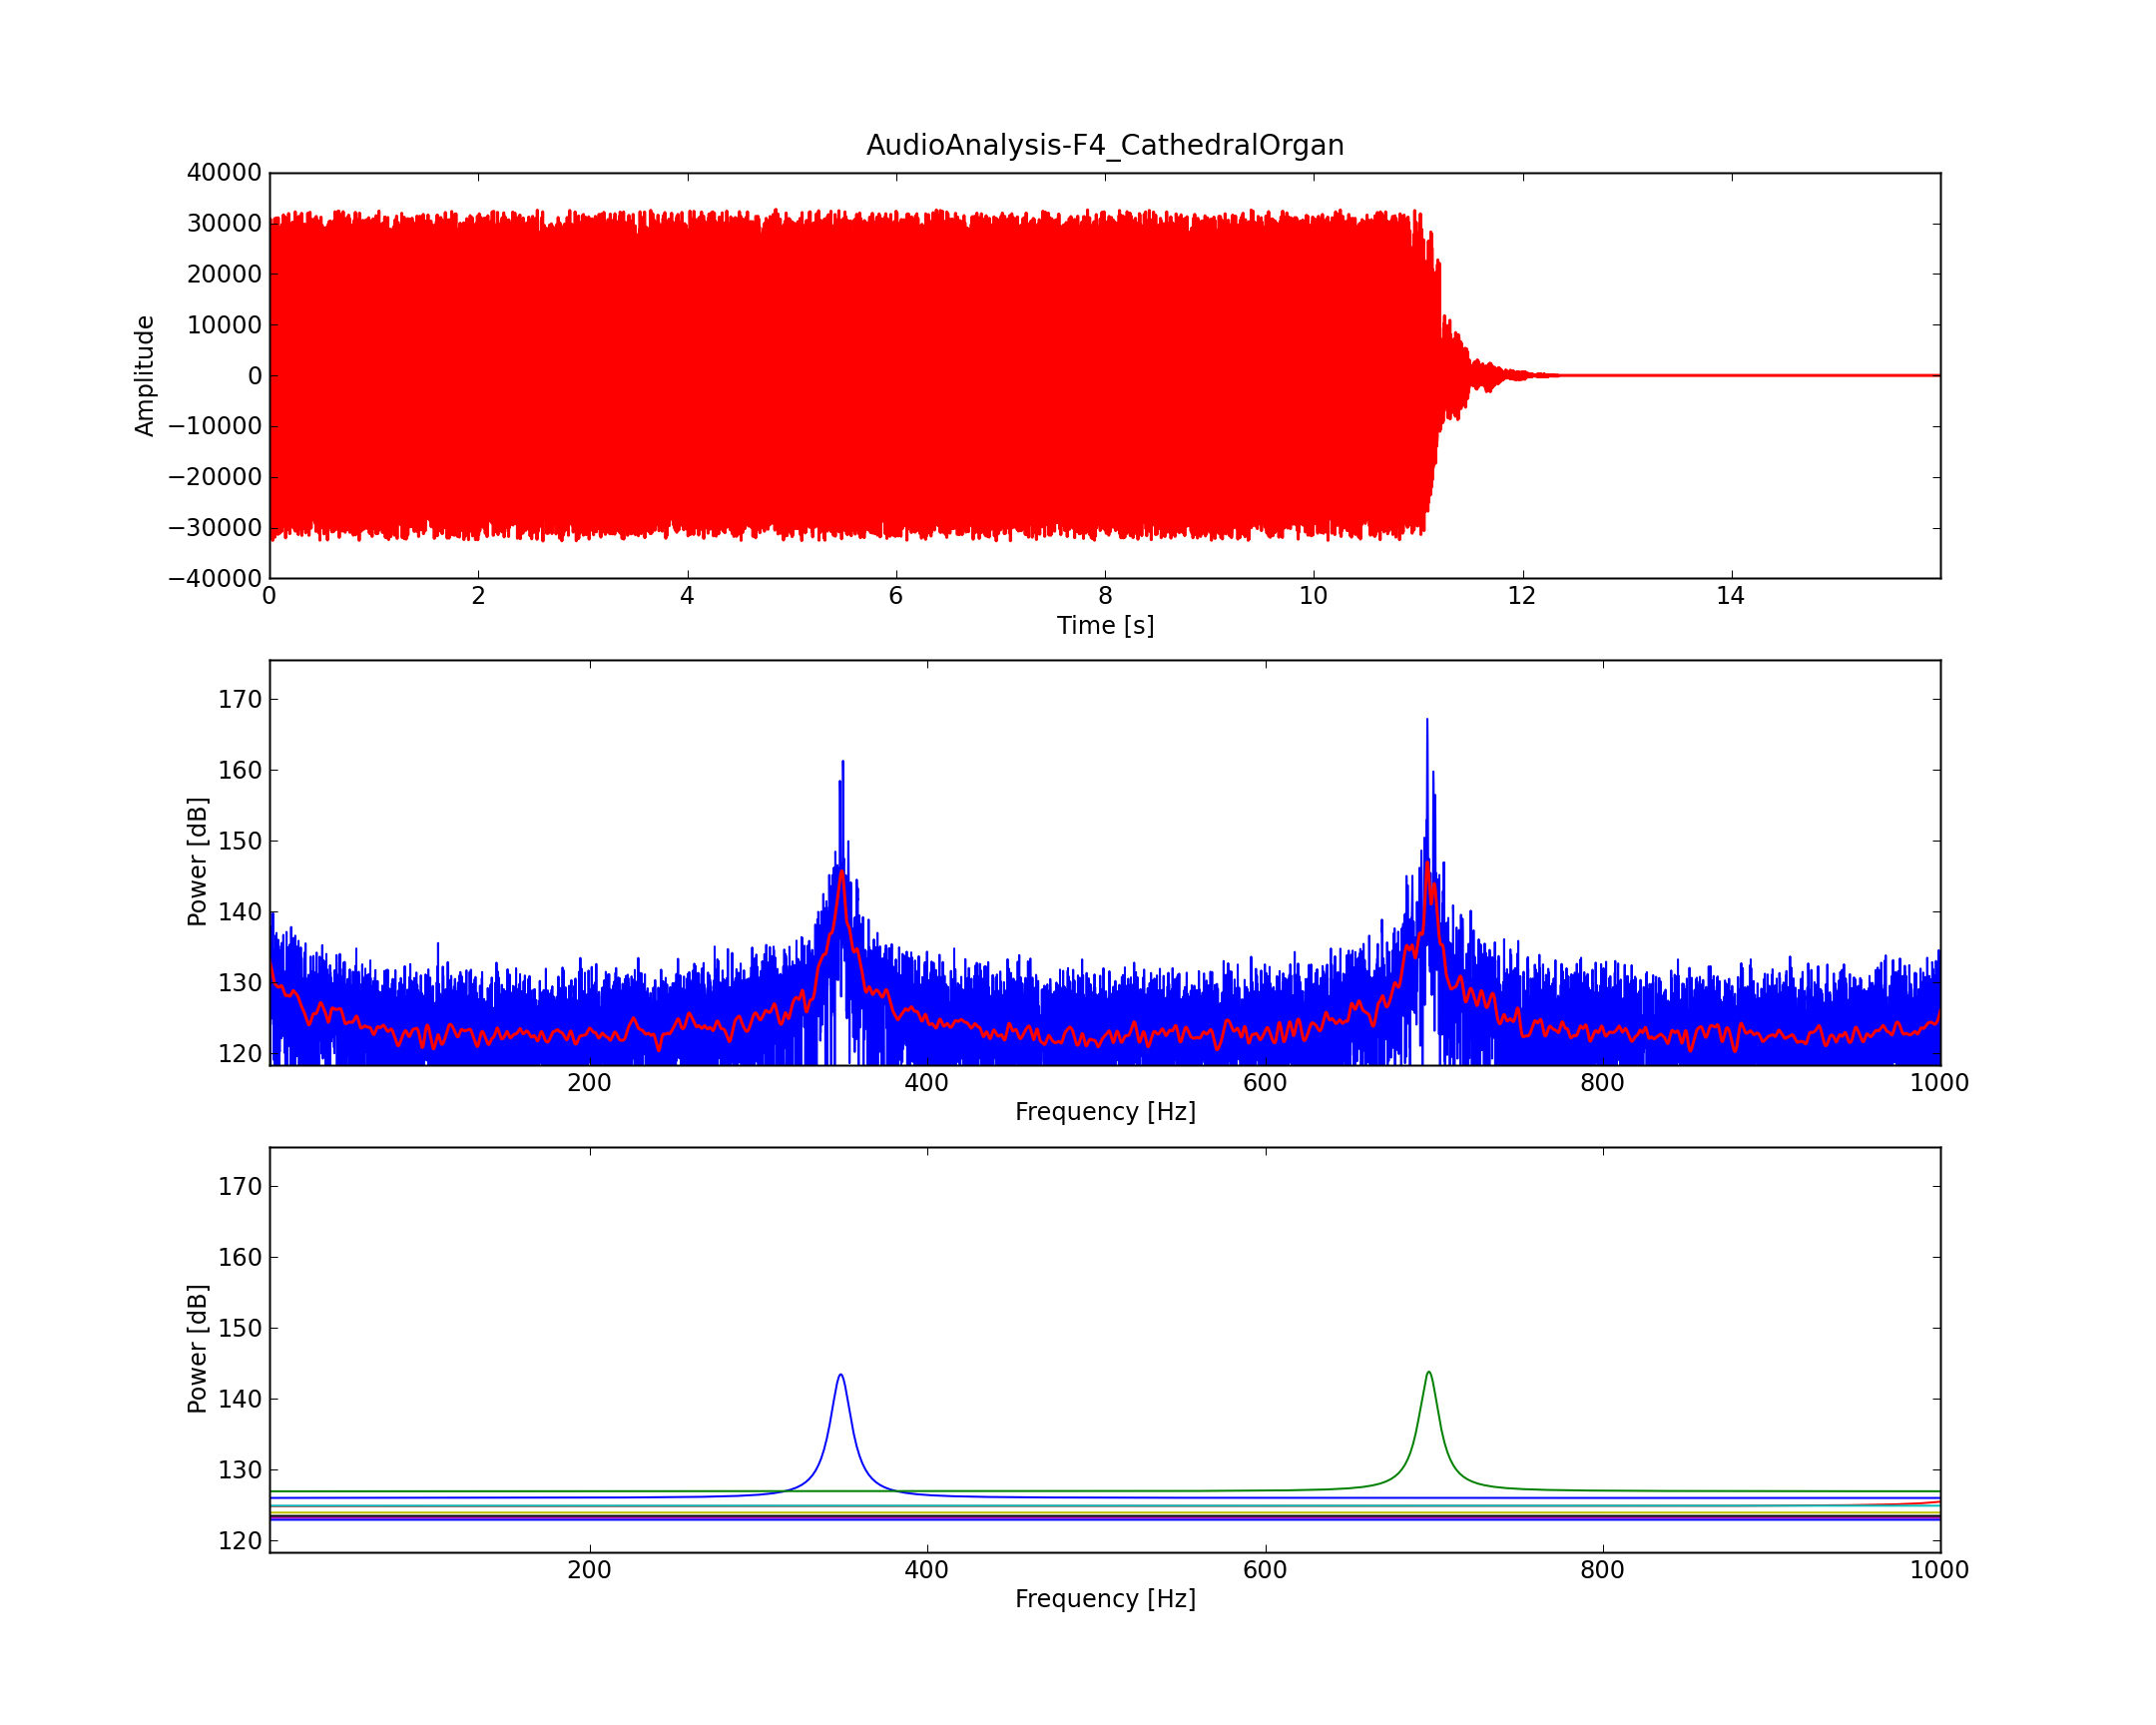 AudioAnalysis-F4_CathedralOrgan
40000
30000
20000
10000
0
−10000
−20000
−30000
−40000
Amplitude
0 2 4 6 8 10 12 14
Time [s]
170
160
150
140
130
120
Power [dB]
200 400 600 800 1000
Frequency [Hz]
170
160
150
140
130
120
Power [dB]
200 400 600 800 1000
Frequency [Hz]